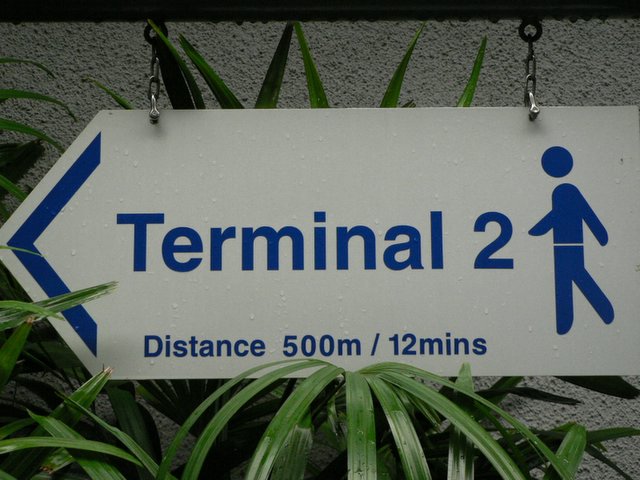 Terminal 2
Distance 500m / 12mins